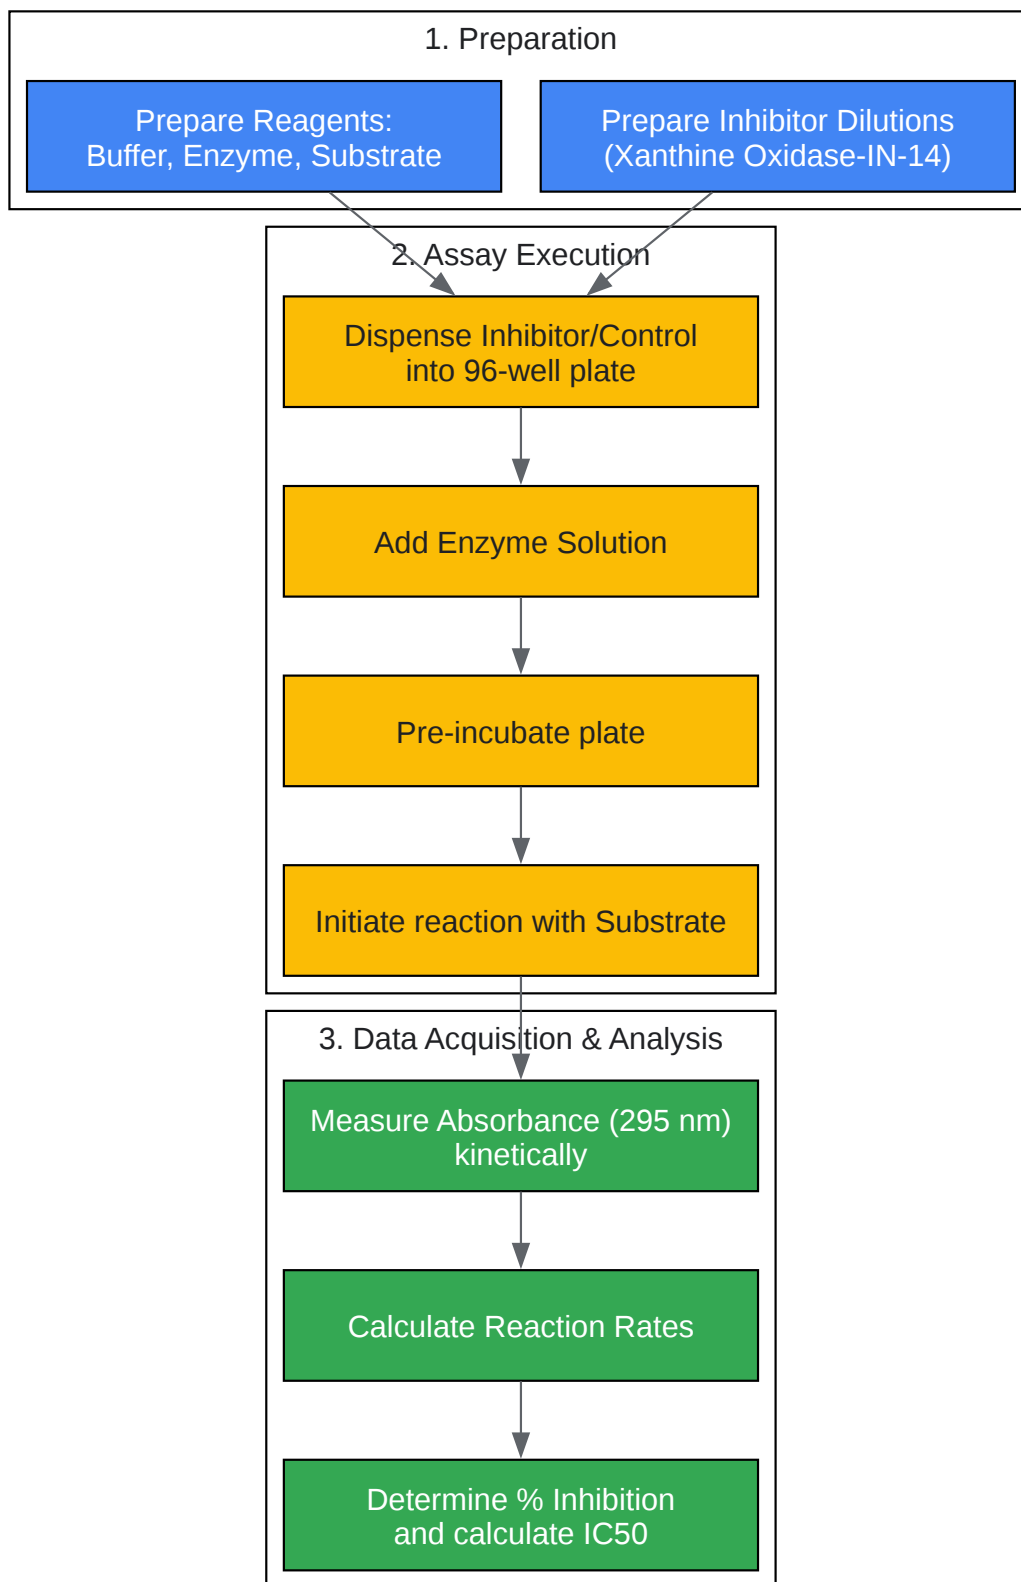 1. Preparation
Prepare Reagents:
Buffer, Enzyme, Substrate
Prepare Inhibitor Dilutions
(Xanthine Oxidase-IN-14)
2. Assay Execution
Dispense Inhibitor/Control
into 96-well plate
Add Enzyme Solution
Pre-incubate plate
Initiate reaction with Substrate
3. Data Acquisition & Analysis
Measure Absorbance (295 nm)
kinetically
Calculate Reaction Rates
Determine % Inhibition
and calculate IC50